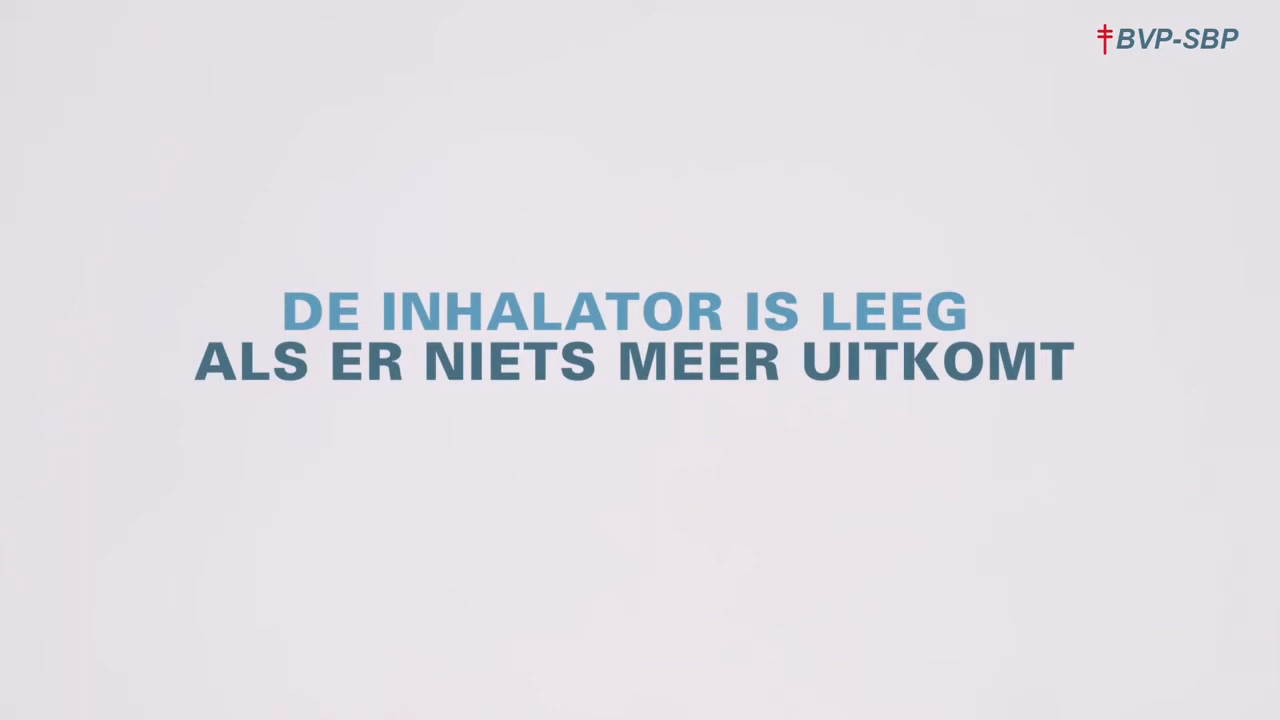 BVP-SBP
DE INHALATOR IS LEEG
ALS ER NIETS MEER UITKOMT